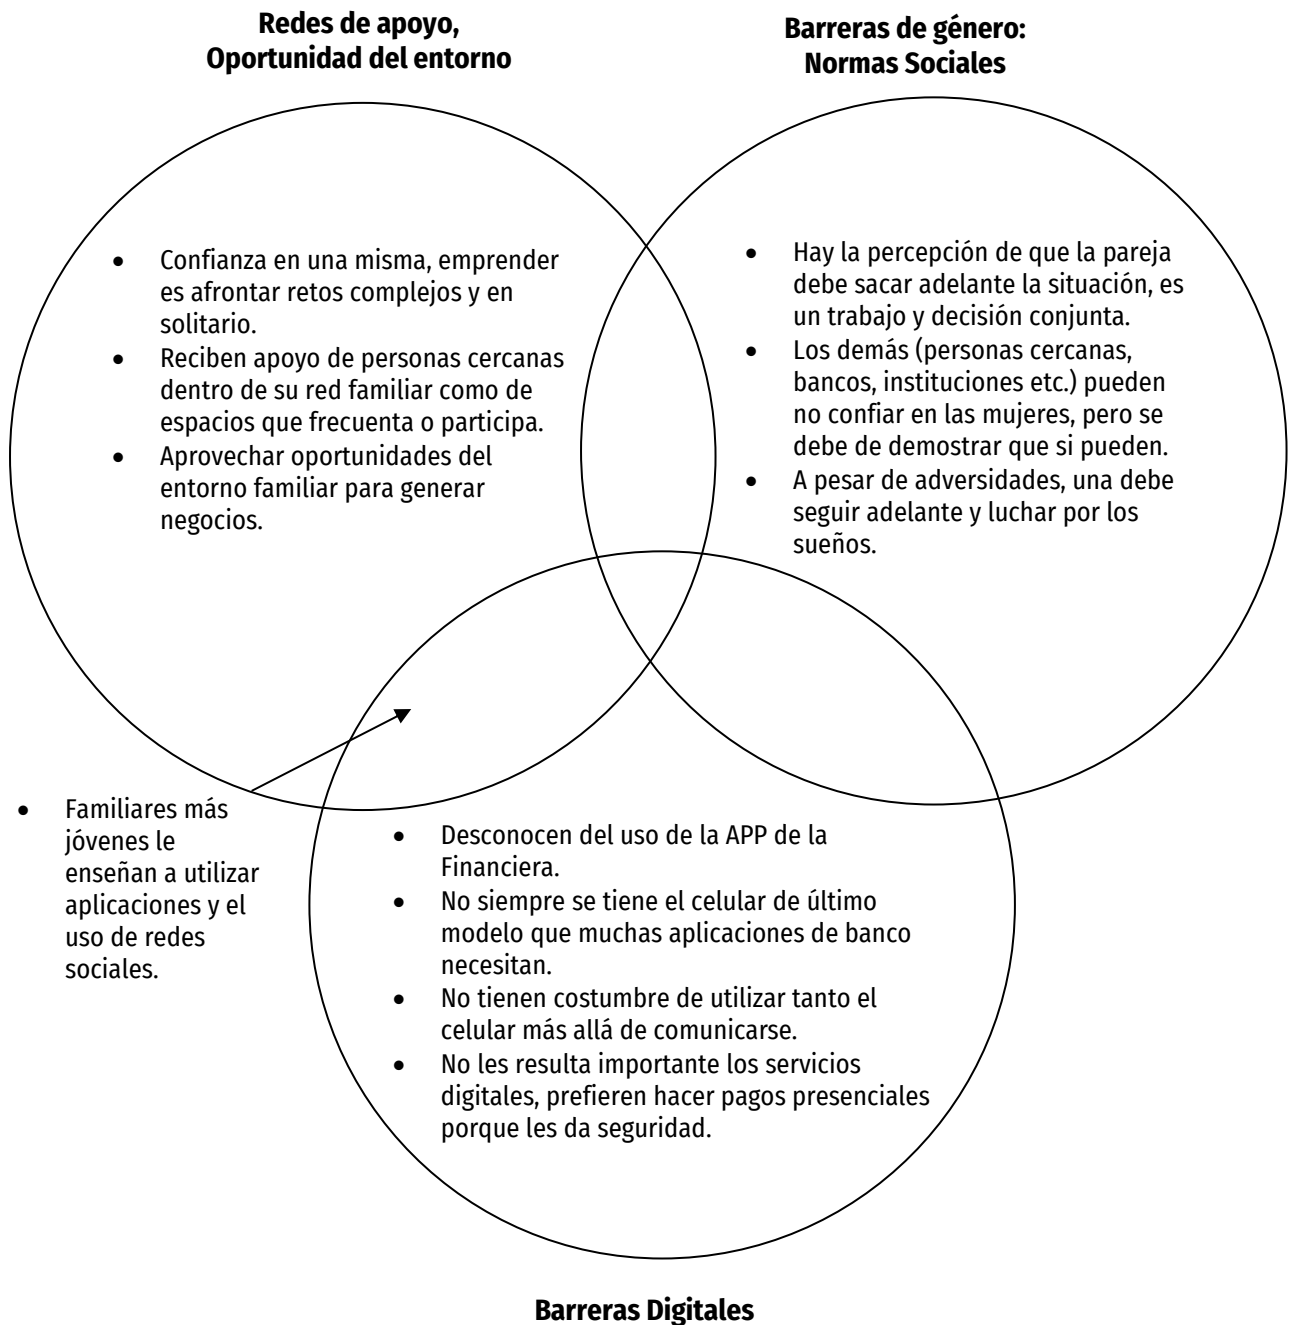 Redes de apoyo,
Oportunidad del entorno
Barreras de género:
Normas Sociales
• Confianza en una misma, emprender
es afrontar retos complejos y en
solitario.
• Reciben apoyo de personas cercanas
dentro de su red familiar como de
espacios que frecuenta o participa.
• Aprovechar oportunidades del
entorno familiar para generar
negocios.
• Hay la percepción de que la pareja
debe sacar adelante la situación, es
un trabajo y decisión conjunta.
• Los demás (personas cercanas,
bancos, instituciones etc.) pueden
no confiar en las mujeres, pero se
debe de demostrar que si pueden.
• A pesar de adversidades, una debe
seguir adelante y luchar por los
sueños.
• Familiares más
jóvenes le
enseñan a utilizar
aplicaciones y el
uso de redes
sociales.
• Desconocen del uso de la APP de la
Financiera.
• No siempre se tiene el celular de último
modelo que muchas aplicaciones de banco
necesitan.
• No tienen costumbre de utilizar tanto el
celular más allá de comunicarse.
• No les resulta importante los servicios
digitales, prefieren hacer pagos presenciales
porque les da seguridad.
Barreras Digitales